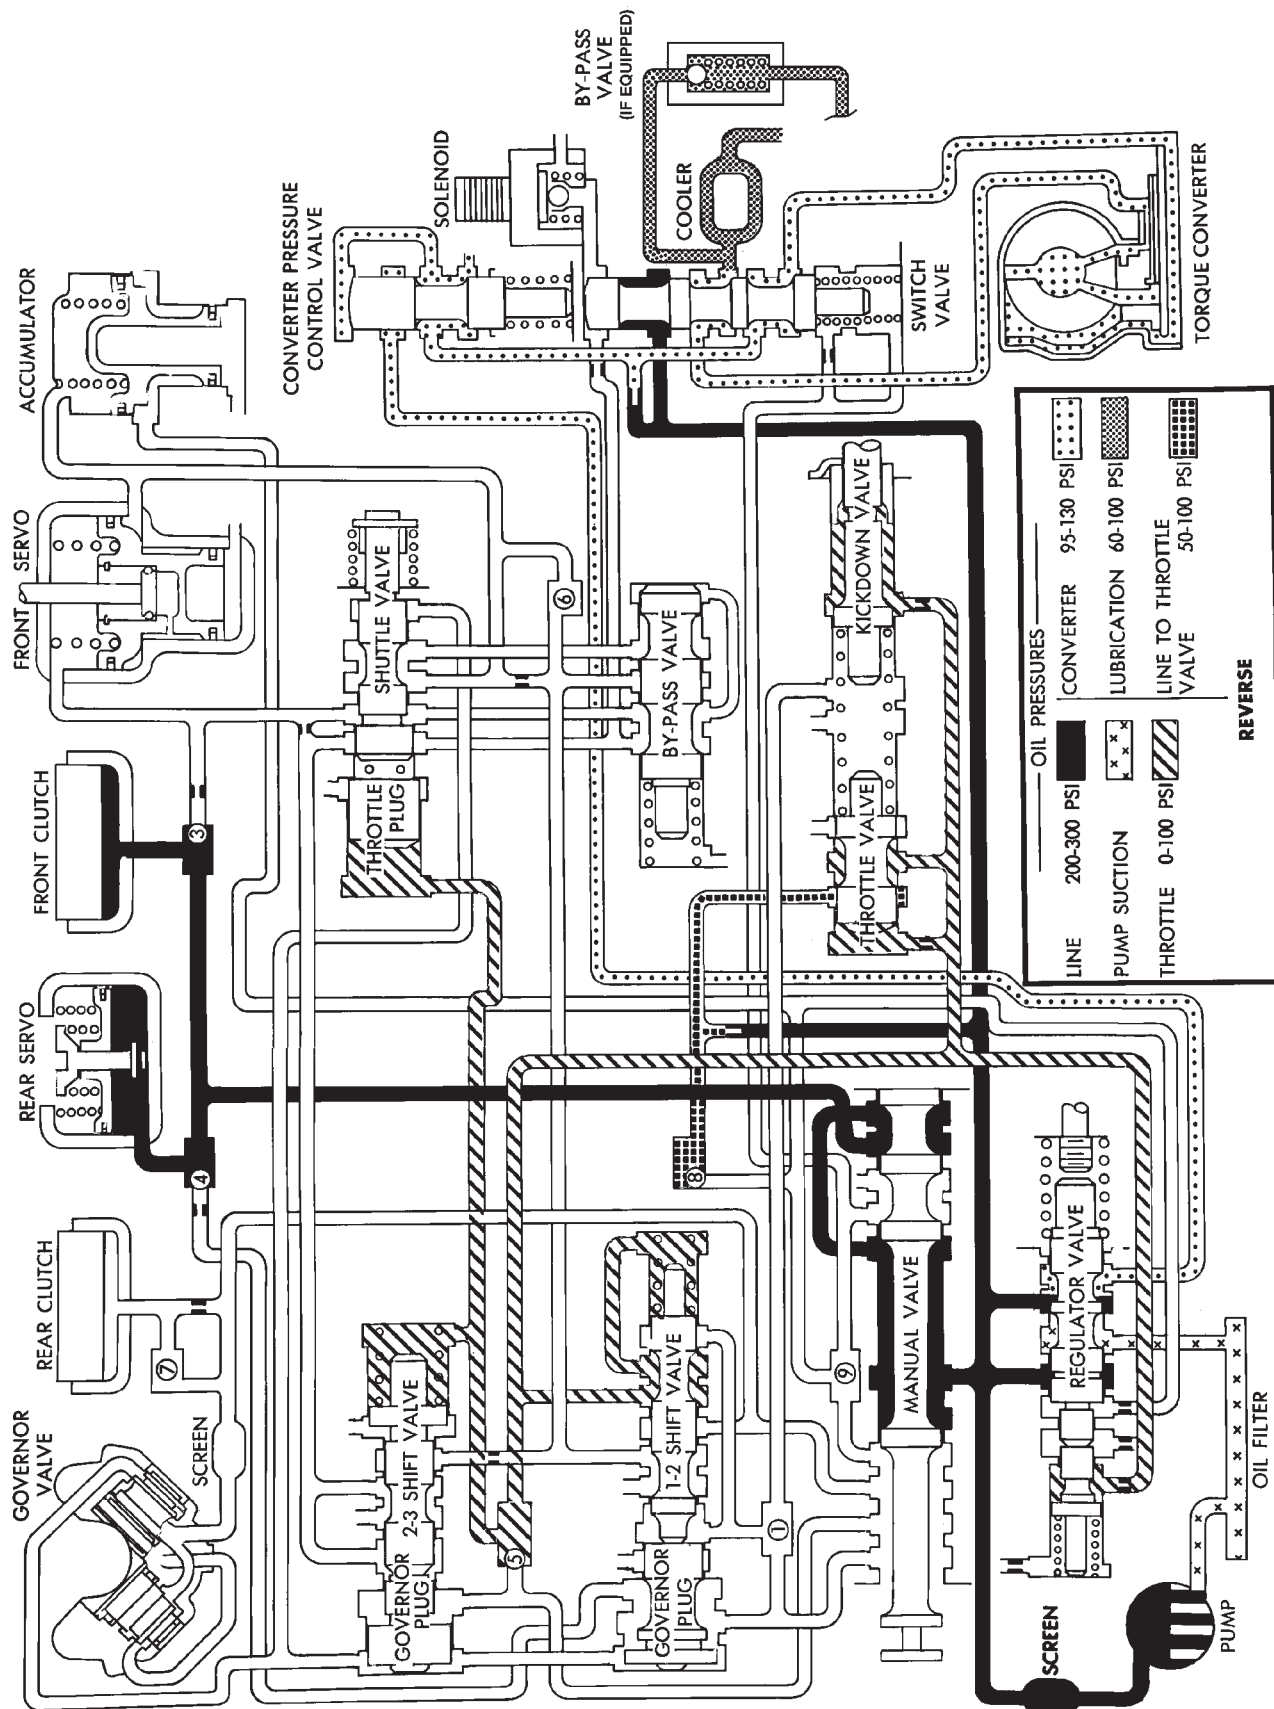 GOVERNOR
VALVE
REAR CLUTCH
REAR SERVO
FRONT CLUTCH
FRONT SERVO
ACCUMULATOR
SCREEN
7
4
3
CONVERTER PRESSURE
CONTROL VALVE
SOLENOID
BY-PASS
VALVE
(IF EQUIPPED)
GOVERNOR
PLUG
2-3 SHIFT VALVE
THROTTLE
PLUG
SHUTTLE VALVE
5
6
COOLER
GOVERNOR
PLUG
1-2 SHIFT VALVE
8
BY-PASS VALVE
1
9
THROTTLE VALVE
KICKDOWN VALVE
SWITCH
VALVE
MANUAL VALVE
SCREEN
REGULATOR VALVE
TORQUE CONVERTER
PUMP
OIL FILTER
OIL PRESSURES
LINE 200-300 PSI
CONVERTER 95-130 PSI
PUMP SUCTION
LUBRICATION 60-100 PSI
THROTTLE 0-100 PSI
LINE TO THROTTLE
VALVE 50-100 PSI
REVERSE